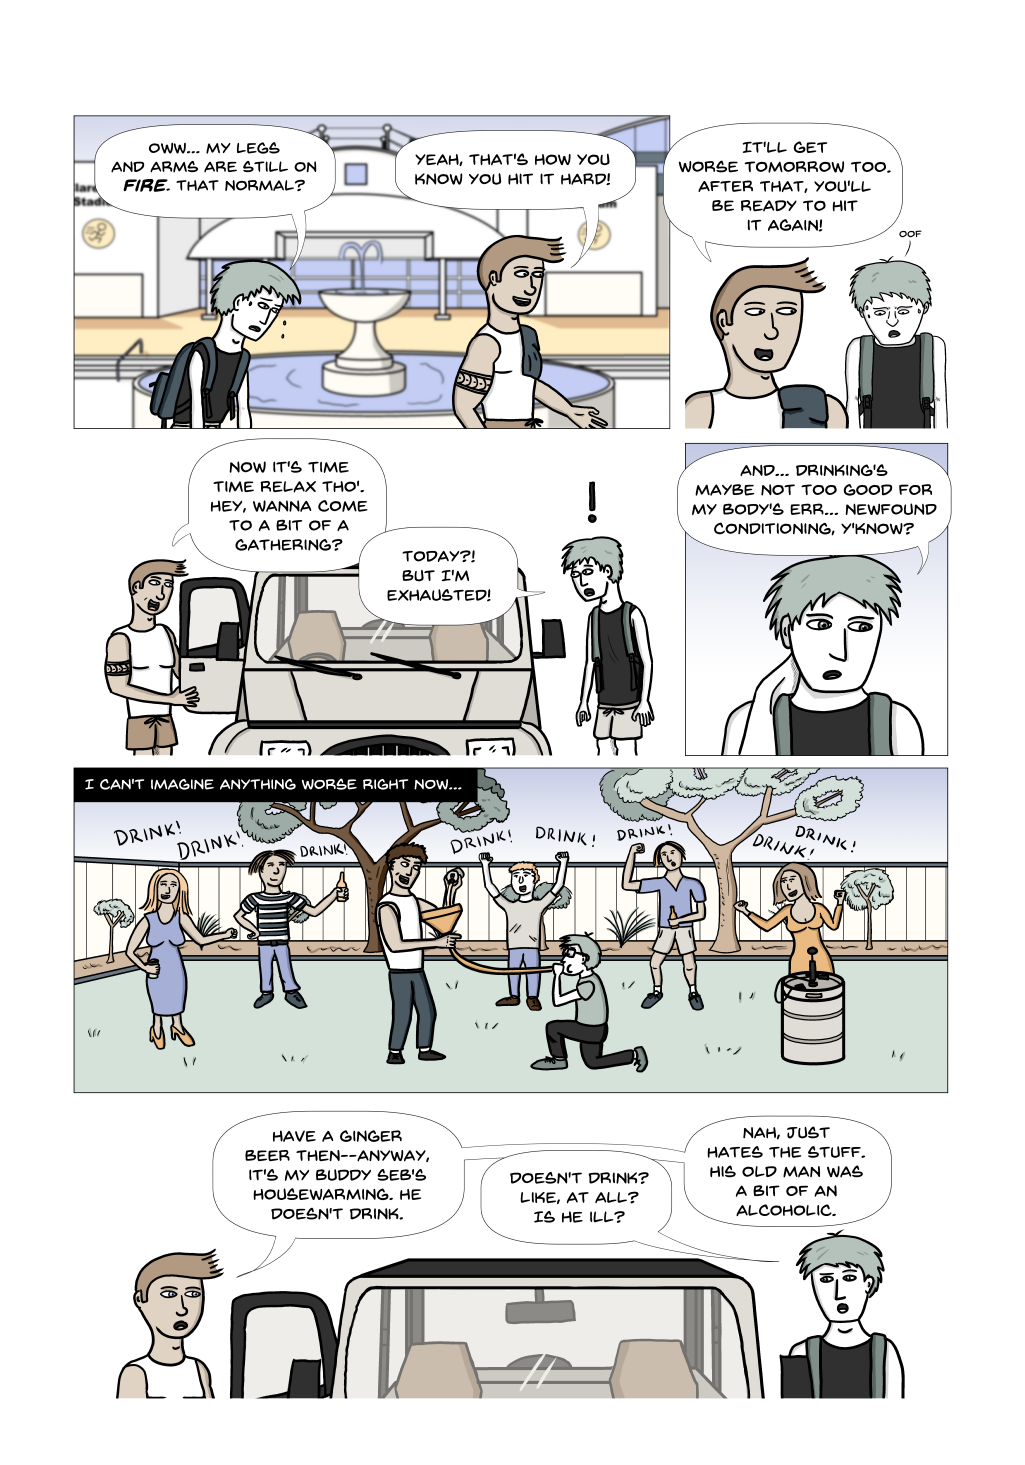 OWW... MY LEGS
AND ARMS ARE STILL ON
FIRE. THAT NORMAL?
YEAH, THAT'S HOW YOU
KNOW YOU HIT IT HARD!
IT'LL GET
WORSE TOMORROW TOO.
AFTER THAT, YOU'LL
BE READY TO HIT
IT AGAIN!
OOF
NOW IT'S TIME
TIME RELAX THO'.
HEY, WANNA COME
TO A BIT OF A
GATHERING?
TODAY?!
BUT I'M
EXHAUSTED!
!
AND... DRINKING'S
MAYBE NOT TOO GOOD FOR
MY BODY'S ERR... NEWFOUND
CONDITIONING, Y'KNOW?
I CAN'T IMAGINE ANYTHING WORSE RIGHT NOW...
DRINK!
DRINK!
DRINK!
DRINK!
DRINK!
DRINK!
DRINK!
DRINK!
HAVE A GINGER
BEER THEN--ANYWAY,
IT'S MY BUDDY SEB'S
HOUSEWARMING. HE
DOESN'T DRINK.
DOESN'T DRINK?
LIKE, AT ALL?
IS HE ILL?
NAH, JUST
HATES THE STUFF.
HIS OLD MAN WAS
A BIT OF AN
ALCOHOLIC.